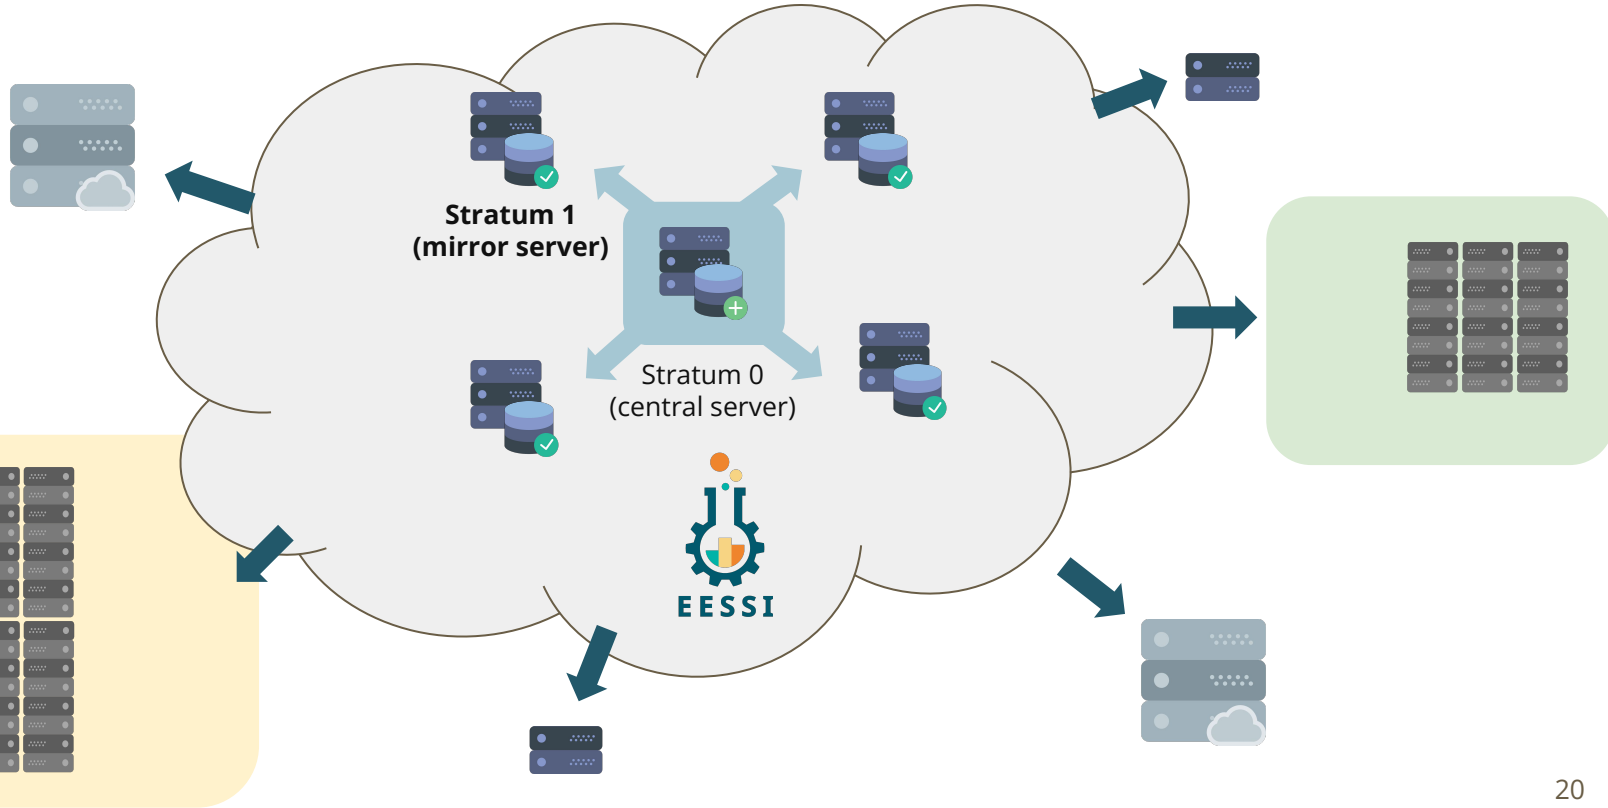 Stratum 1
(mirror server)
Stratum 0
(central server)
EESSI
20